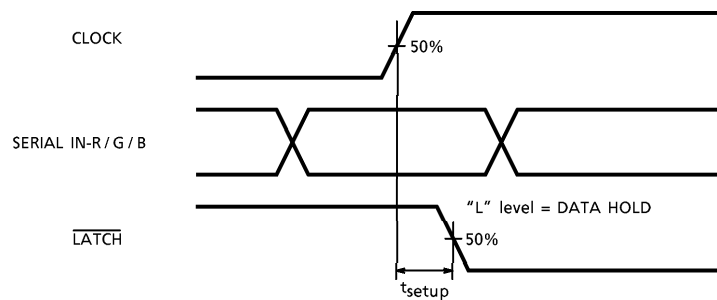 CLOCK
50%
SERIAL IN-R / G / B
"L" level = DATA HOLD
LATCH
50%
tsetup